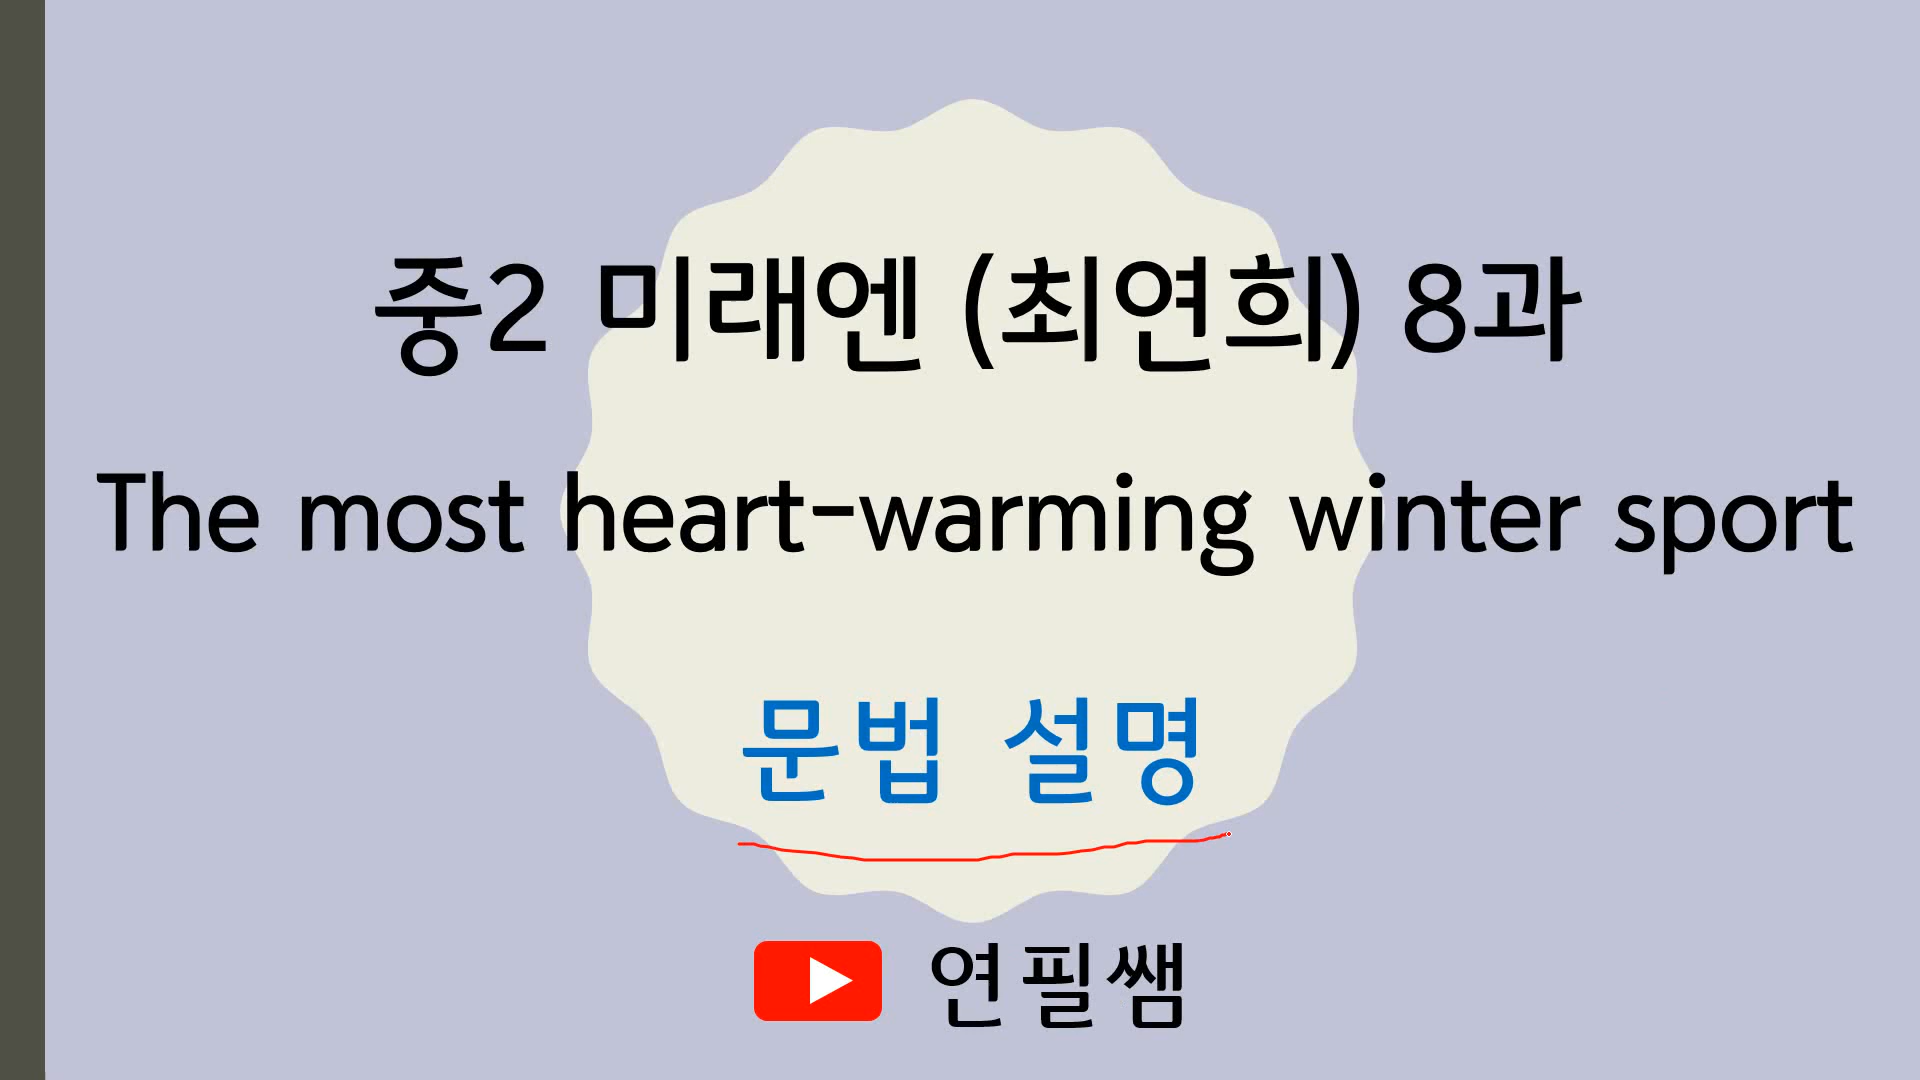 중2 미래엔 (최연희) 8과
The most heart-warming winter sport
문법 설명
연필쌤